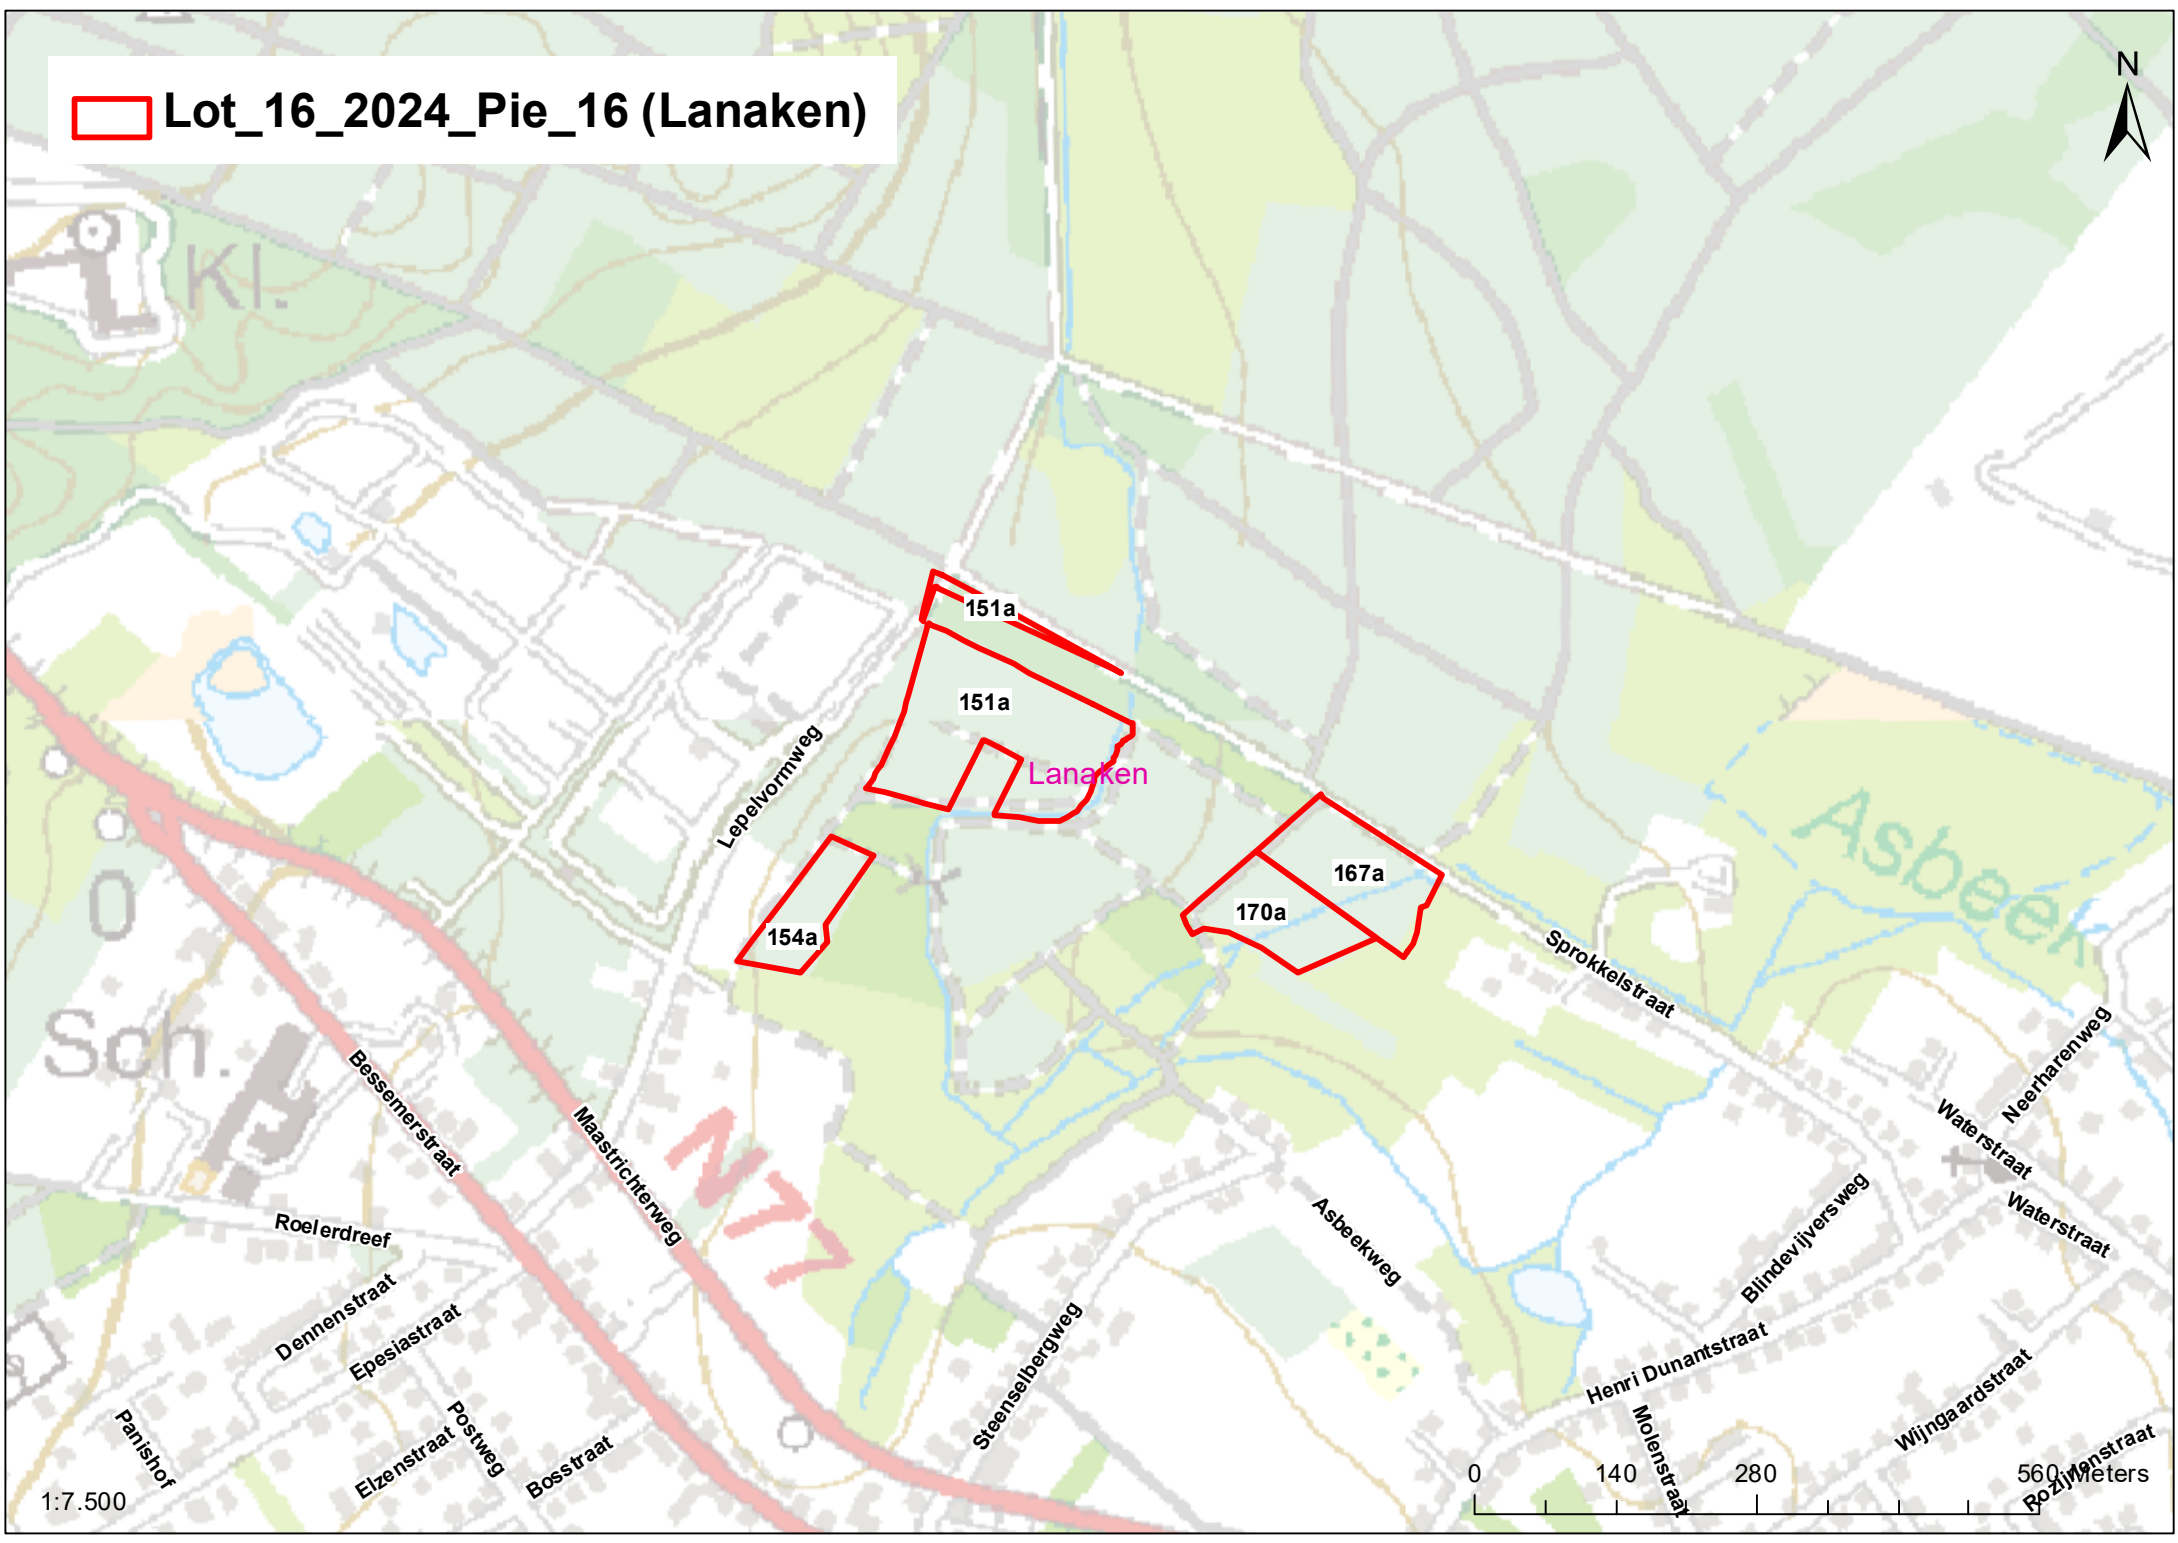 Lot_16_2024_Pie_16 (Lanaken)
N
Kl.
151a
151a
Lanaken
Lepelvormweg
154a
167a
170a
Asbeek
O
Sch.
Sprokkelstraat
Neerharenweg
Waterstraat
Waterstraat
Bessemerstraat
Maastrichterweg
N77
Roelerdreef
Dennenstraat
Epesiastraat
Asbeekweg
Blindevijversweg
Steenselbergweg
Henri Dunantstraat
Molenstraat
Wijngaardstraat
Rozijnenstraat
Panishof
Postweg
Elzenstraat
Bosstraat
0 140 280 560 Meters
1:7.500